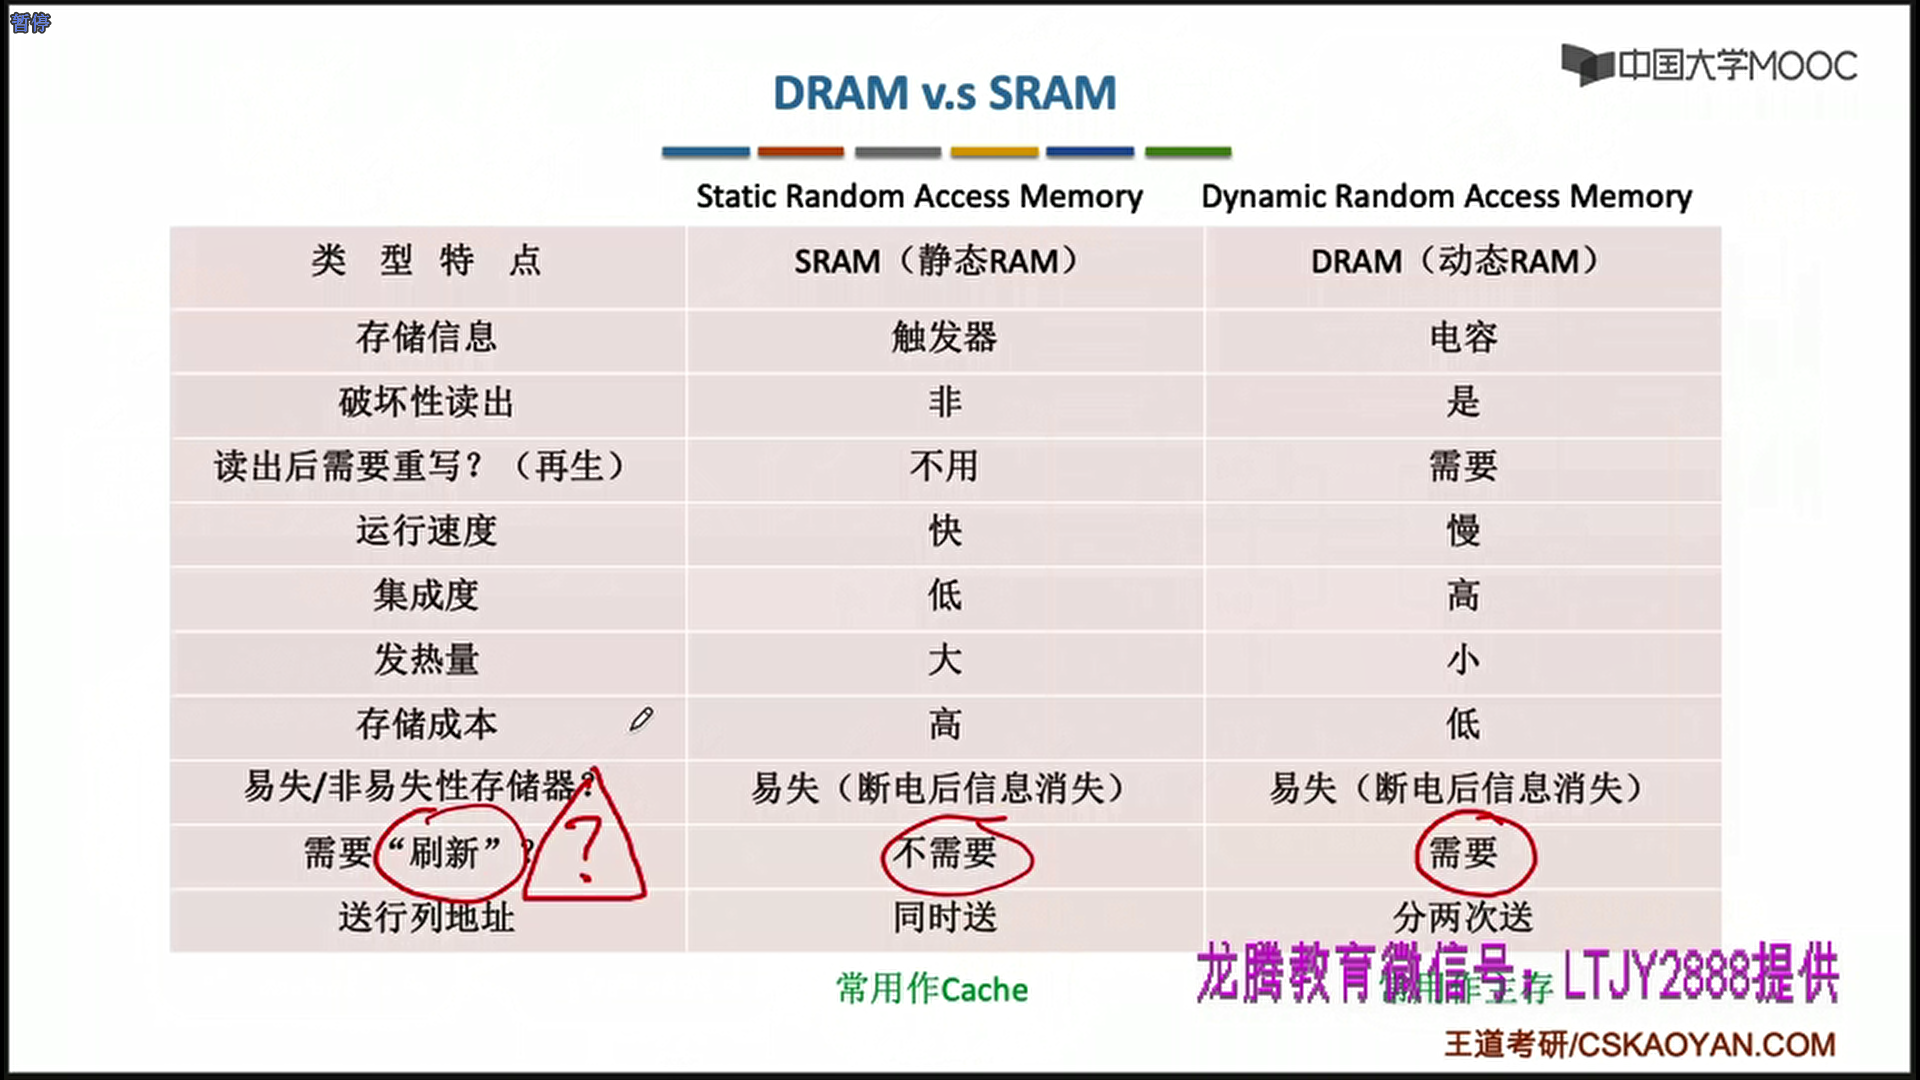 暂停
中国大学MOOC
DRAM v.s SRAM
Static Random Access Memory Dynamic Random Access Memory
类 型 特 点 SRAM（静态RAM） DRAM（动态RAM）
存储信息 触发器 电容
破坏性读出 非 是
读出后需要重写？（再生） 不用 需要
运行速度 快 慢
集成度 低 高
发热量 大 小
存储成本 高 低
易失/非易失性存储器？ 易失（断电后信息消失） 易失（断电后信息消失）
需要“刷新”？ 不需要 需要
?
送行列地址 同时送 分两次送
常用作Cache 常用作主存
龙腾教育微信号：LTJY2888提供
王道考研/CSKAOYAN.COM